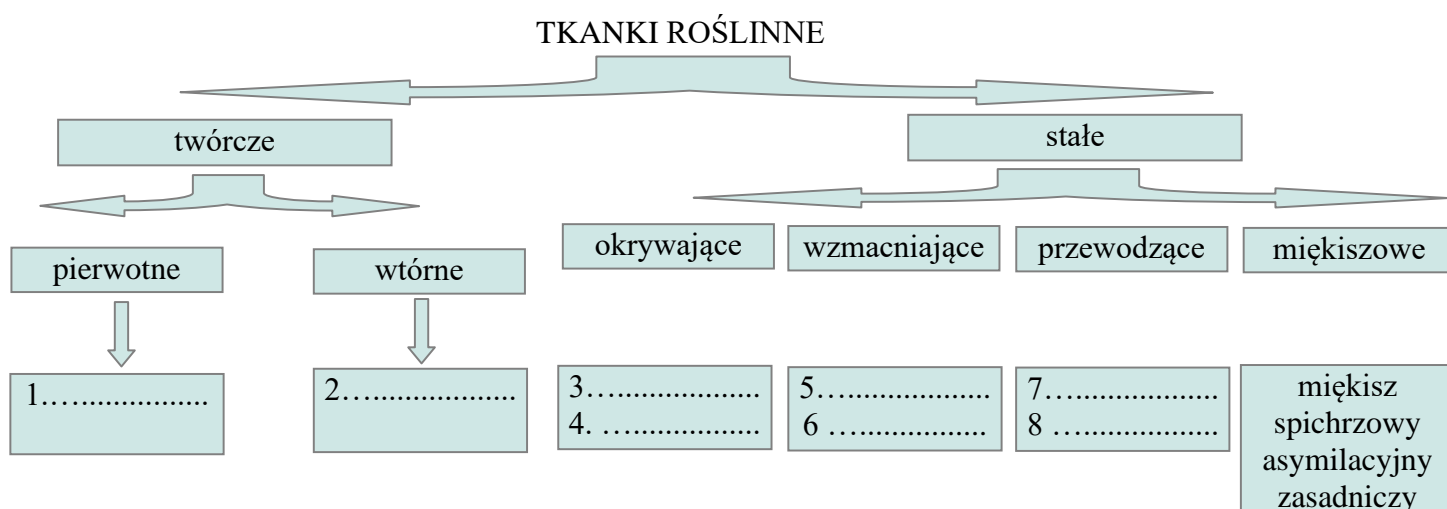 TKANKI ROŚLINNE
twórcze
stałe
pierwotne
wtórne
okrywające
wzmacniające
przewodzące
miękiszowe
1.…...............
2…...................
3…...................
4. …................
5…...................
6 …................
7…...................
8 …................
miękisz
spichrzowy
asymilacyjny
zasadniczy